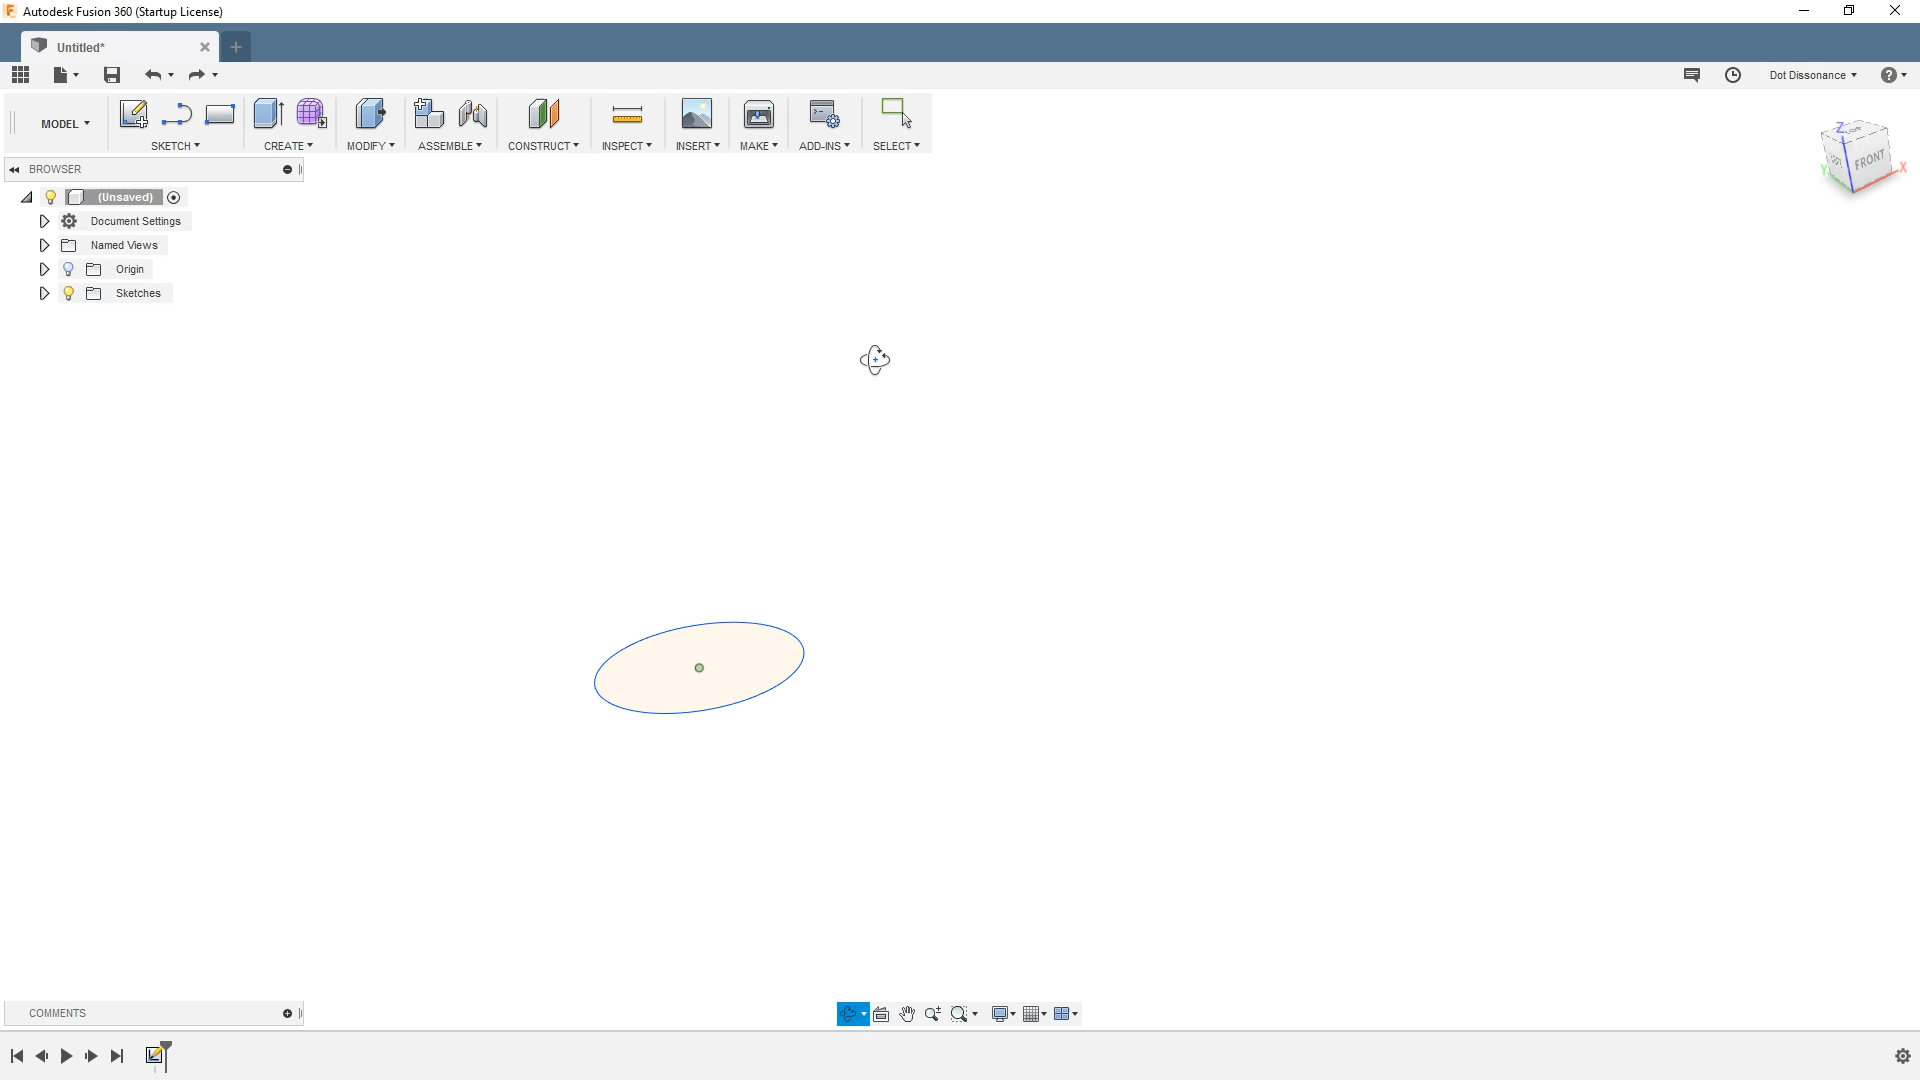 Autodesk Fusion 360 (Startup License)
Untitled*
Dot Dissonance
MODEL
SKETCH
CREATE
MODIFY
ASSEMBLE
CONSTRUCT
INSPECT
INSERT
MAKE
ADD-INS
SELECT
BROWSER
(Unsaved)
Document Settings
Named Views
Origin
Sketches
Z
FRONT
X
Y
COMMENTS